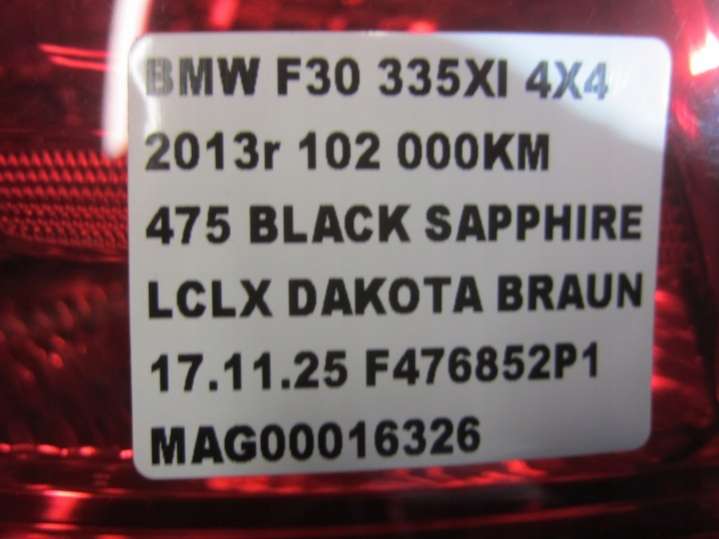 BMW F30 335XI 4X4
2013r 102 000KM
475 BLACK SAPPHIRE
LCLX DAKOTA BRAUN
17.11.25 F476852P1
MAG00016326